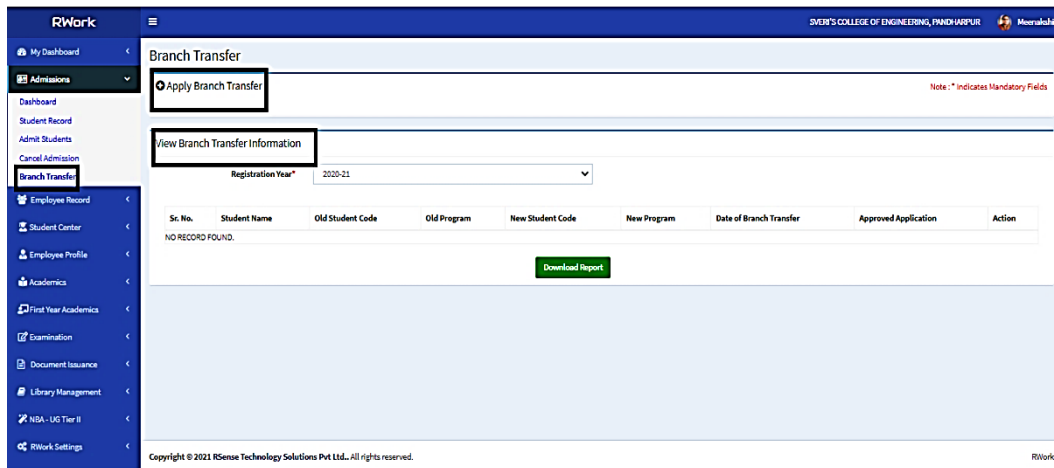 RWork
SVERI'S COLLEGE OF ENGINEERING, PANDHARPUR
Meenakshi
My Dashboard
Admissions
Dashboard
Student Record
Admit Students
Cancel Admission
Branch Transfer
Employee Record
Student Center
Employee Profile
Academics
First Year Academics
Examination
Document Issuance
Library Management
NBA - UG Tier II
RWork Settings
Branch Transfer
Apply Branch Transfer
Note : * Indicates Mandatory Fields
View Branch Transfer Information
Registration Year* 2020-21
Sr. No. Student Name Old Student Code Old Program New Student Code New Program Date of Branch Transfer Approved Application Action
NO RECORD FOUND.
Download Report
Copyright © 2021 RSense Technology Solutions Pvt Ltd.. All rights reserved. RWork